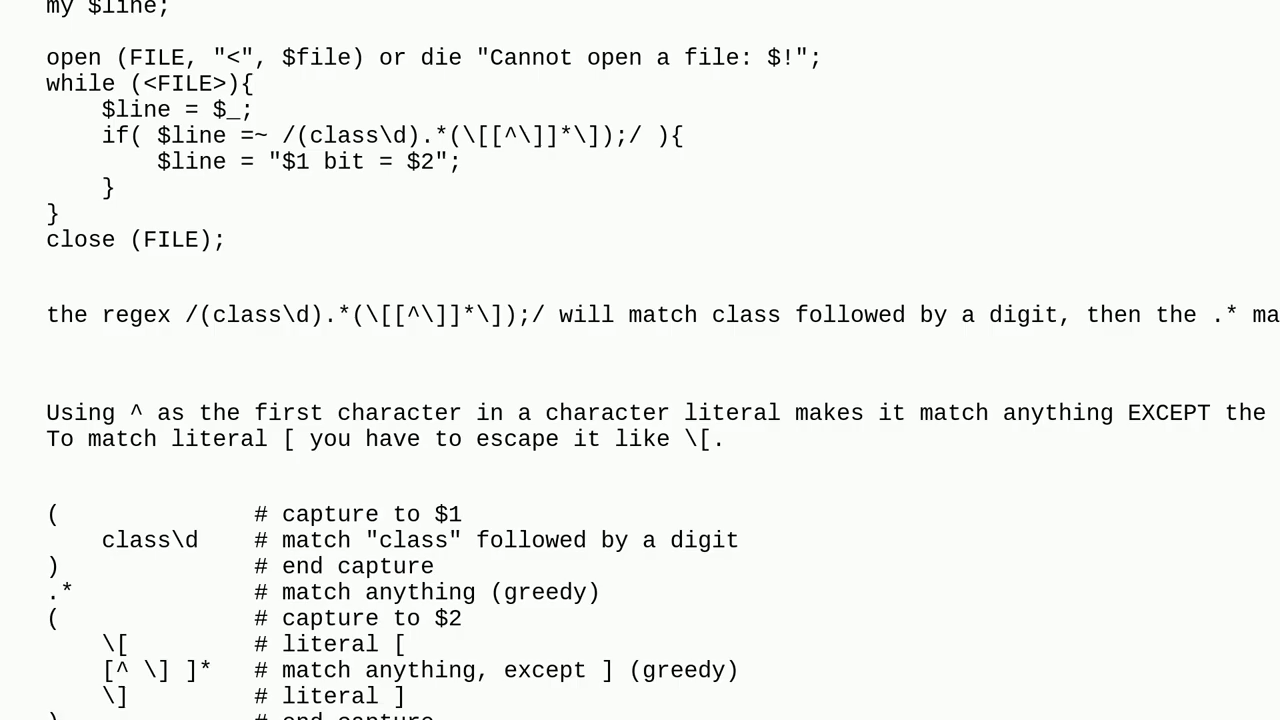 my $line;
open (FILE, "<", $file) or die "Cannot open a file: $!";
while (<FILE>){
    $line = $_;
    if( $line =~ /(class\d).*(\[[^\]]*\]);/ ){
        $line = "$1 bit = $2";
    }
}
close (FILE);
the regex /(class\d).*(\[[^\]]*\]);/ will match class followed by a digit, then the .* ma
Using ^ as the first character in a character literal makes it match anything EXCEPT the
To match literal [ you have to escape it like \[.
(              # capture to $1
    class\d    # match "class" followed by a digit
)              # end capture
.*             # match anything (greedy)
(              # capture to $2
    \[         # literal [
    [^ \] ]*   # match anything, except ] (greedy)
    \]         # literal ]
)              # end capture